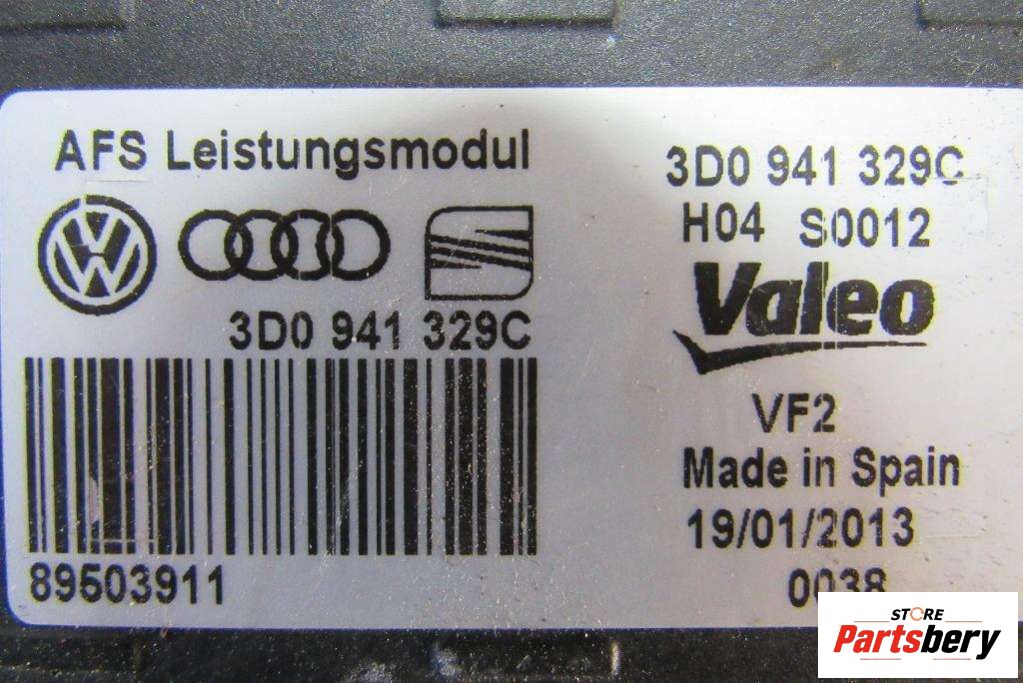 AFS Leistungsmodul
3D0 941 329C
89503911
3D0 941 329C
H04 S0012
Valeo
VF2
Made in Spain
19/01/2013
0038
STORE
Partsbery